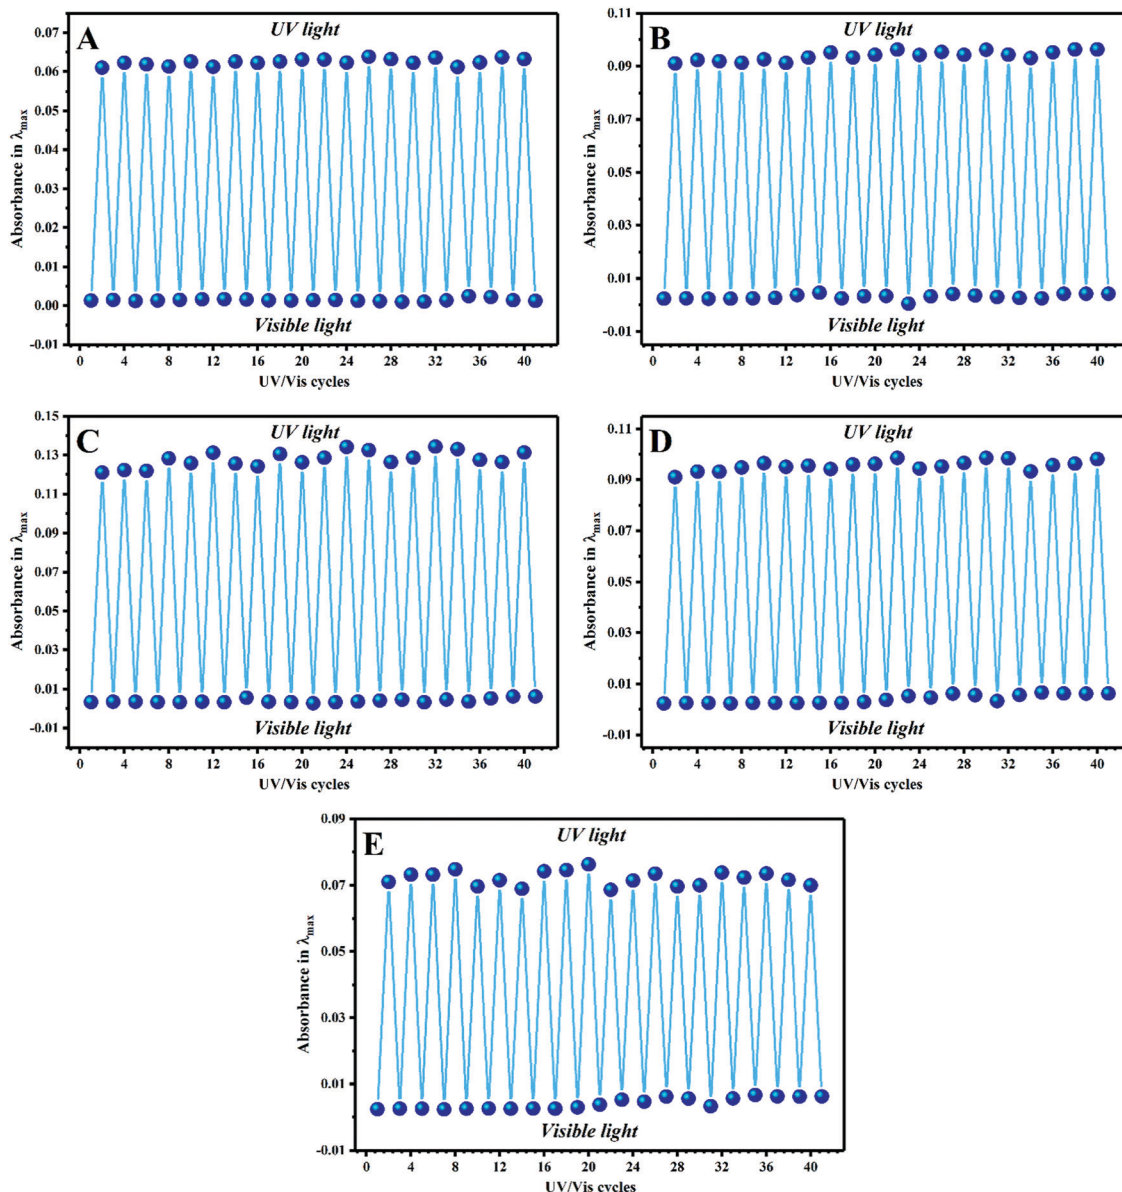 A
UV light
0.07
0.06
0.05
0.04
0.03
0.02
0.01
0.00
-0.01
Absorbance in λmax
Visible light
0 4 8 12 16 20 24 28 32 36 40
UV/Vis cycles
B
UV light
0.11
0.09
0.07
0.05
0.03
0.01
-0.01
Absorbance in λmax
Visible light
0 4 8 12 16 20 24 28 32 36 40
UV/Vis cycles
C
UV light
0.15
0.13
0.11
0.09
0.07
0.05
0.03
0.01
-0.01
Absorbance in λmax
Visible light
0 4 8 12 16 20 24 28 32 36 40
UV/Vis cycles
D
UV light
0.11
0.09
0.07
0.05
0.03
0.01
-0.01
Absorbance in λmax
Visible light
0 4 8 12 16 20 24 28 32 36 40
UV/Vis cycles
E
UV light
0.09
0.07
0.05
0.03
0.01
-0.01
Absorbance in λmax
Visible light
0 4 8 12 16 20 24 28 32 36 40
UV/Vis cycles